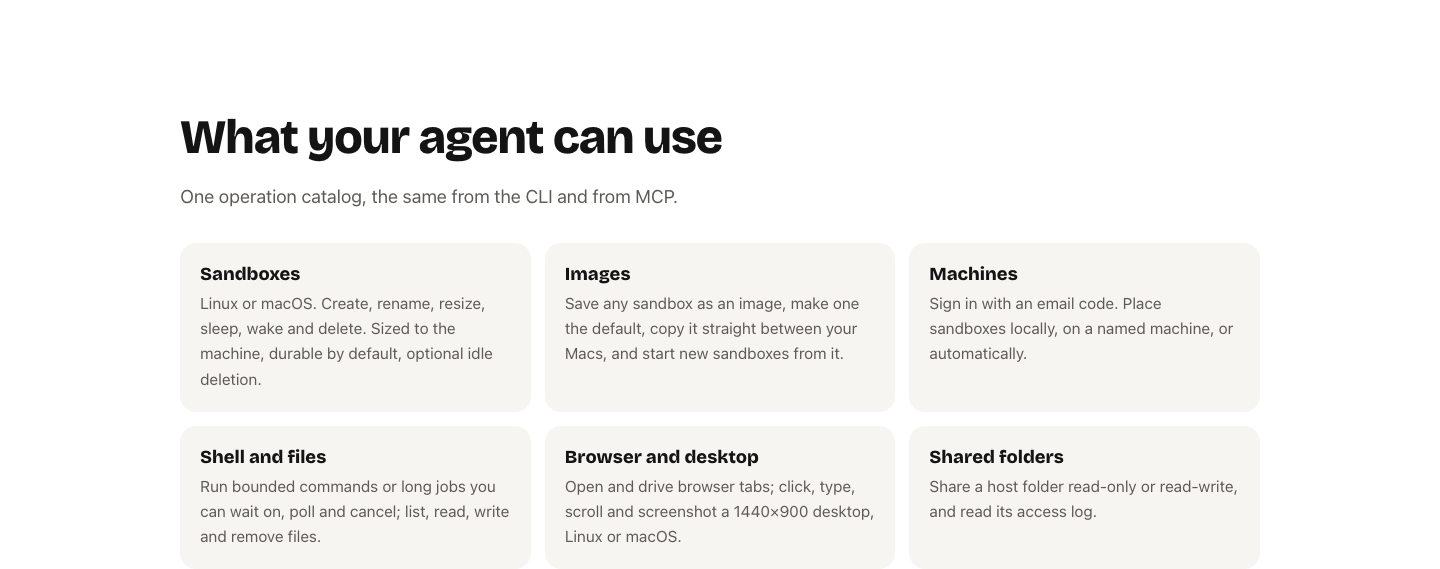 What your agent can use
One operation catalog, the same from the CLI and from MCP.
Sandboxes
Linux or macOS. Create, rename, resize,
sleep, wake and delete. Sized to the
machine, durable by default, optional idle
deletion.
Images
Save any sandbox as an image, make one
the default, copy it straight between your
Macs, and start new sandboxes from it.
Machines
Sign in with an email code. Place
sandboxes locally, on a named machine, or
automatically.
Shell and files
Run bounded commands or long jobs you
can wait on, poll and cancel; list, read, write
and remove files.
Browser and desktop
Open and drive browser tabs; click, type,
scroll and screenshot a 1440×900 desktop,
Linux or macOS.
Shared folders
Share a host folder read-only or read-write,
and read its access log.